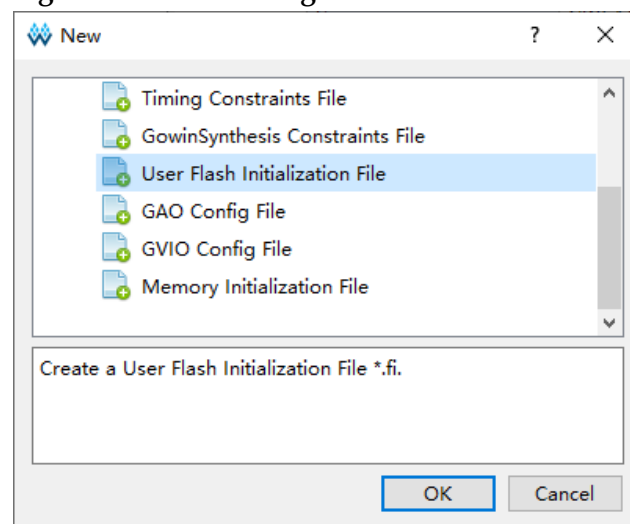 New
?
Timing Constraints File
GowinSynthesis Constraints File
User Flash Initialization File
GAO Config File
GVIO Config File
Memory Initialization File
Create a User Flash Initialization File *.fi.
OK Cancel